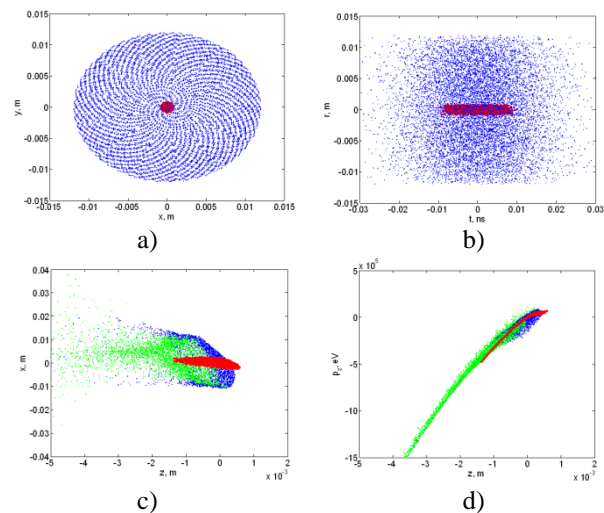 0.015
0.01
0.005
0
-0.005
-0.01
-0.015
y, m
-0.015 -0.01 -0.005 0 0.005 0.01 0.015
x, m
a)
0.015
0.01
0.005
0
-0.005
-0.01
-0.015
r, m
-0.03 -0.02 -0.01 0 0.01 0.02 0.03
t, ns
b)
0.04
0.03
0.02
0.01
0
-0.01
-0.02
-0.03
-0.04
x, m
-5 -4 -3 -2 -1 0 1 2
z, m
x 10⁻³
c)
x 10⁵
5
0
-5
-10
-15
p_z, eV
-5 -4 -3 -2 -1 0 1 2
z, m
x 10⁻³
d)